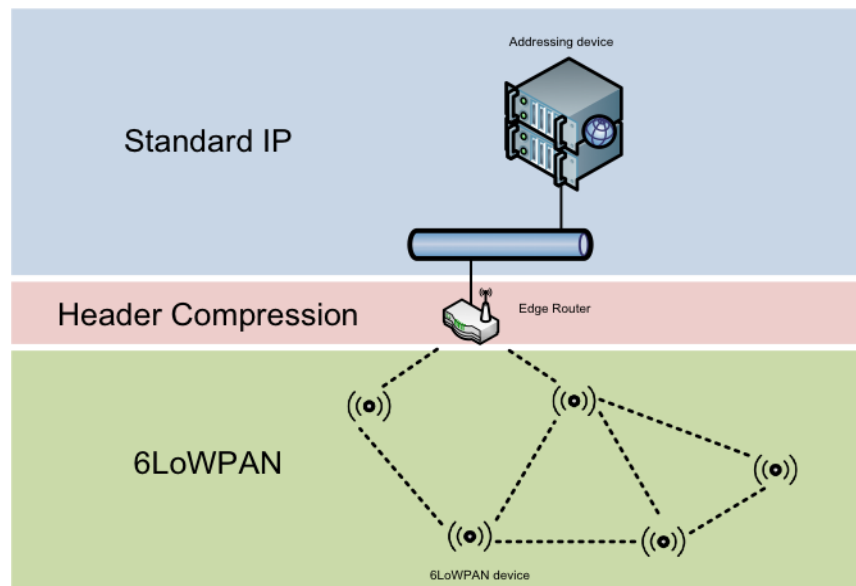 Addressing device
Standard IP
Header Compression
Edge Router
6LoWPAN
6LoWPAN device